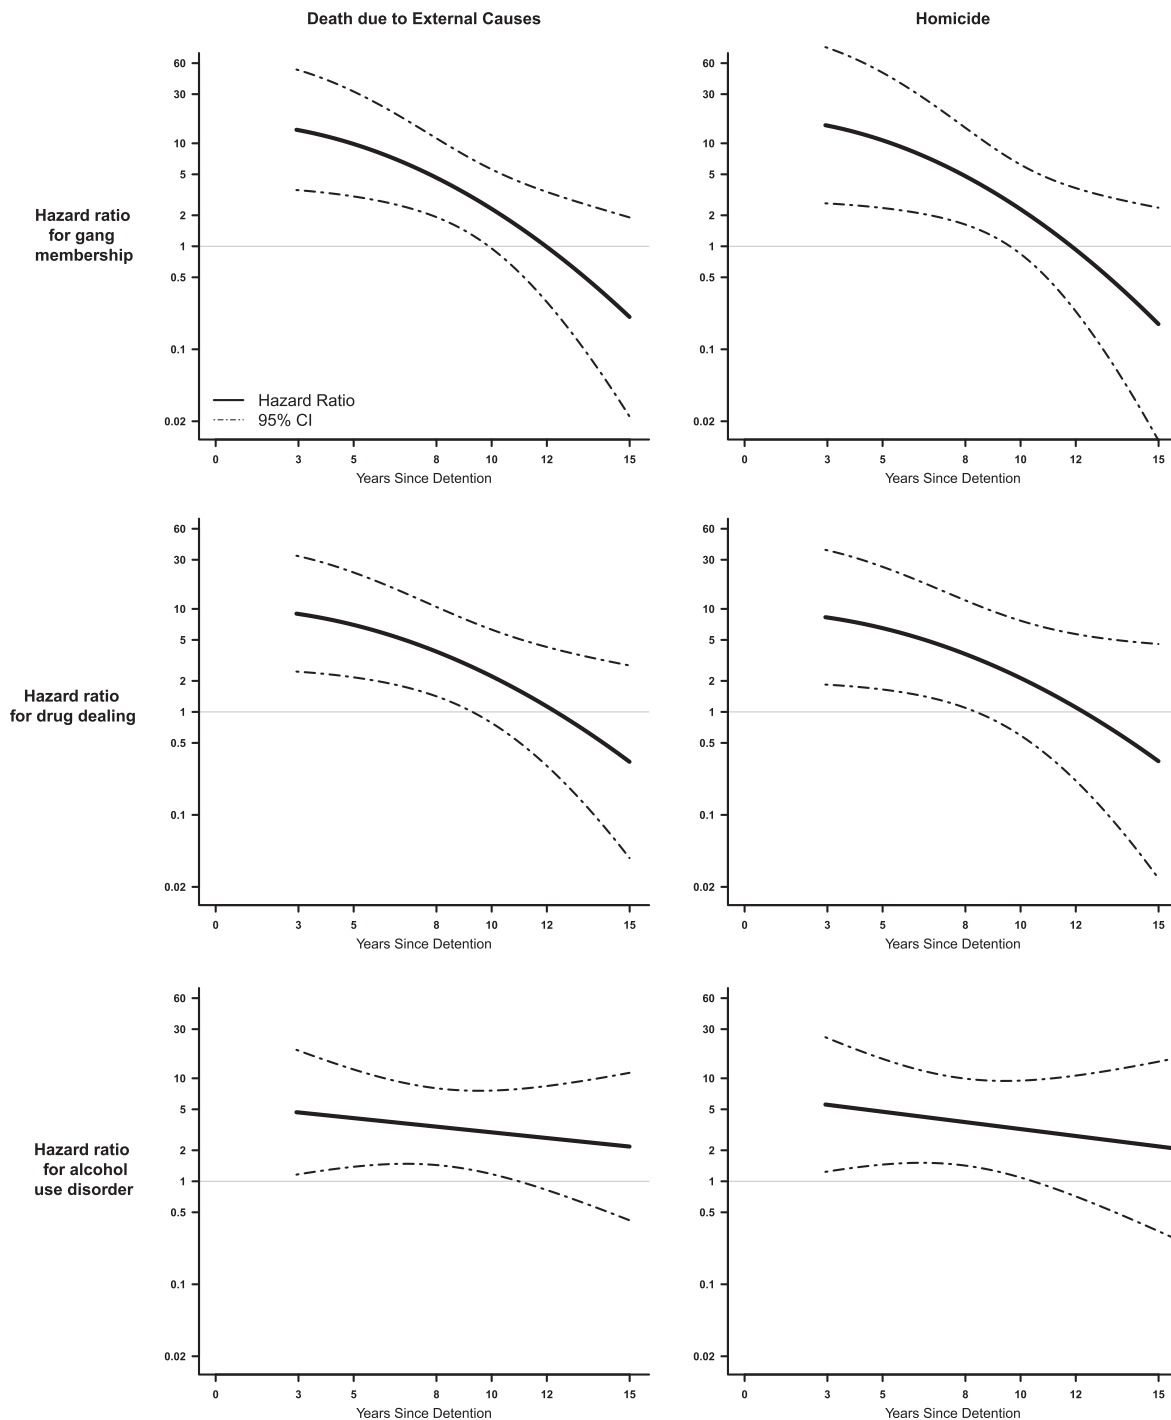 Death due to External Causes
Homicide
Hazard ratio
for gang
membership
60
30
10
5
2
1
0.5
0.1
0.02
Hazard Ratio
95% CI
0 3 5 8 10 12 15
Years Since Detention
60
30
10
5
2
1
0.5
0.1
0.02
0 3 5 8 10 12 15
Years Since Detention
Hazard ratio
for drug dealing
60
30
10
5
2
1
0.5
0.1
0.02
0 3 5 8 10 12 15
Years Since Detention
60
30
10
5
2
1
0.5
0.1
0.02
0 3 5 8 10 12 15
Years Since Detention
Hazard ratio
for alcohol
use disorder
60
30
10
5
2
1
0.5
0.1
0.02
0 3 5 8 10 12 15
Years Since Detention
60
30
10
5
2
1
0.5
0.1
0.02
0 3 5 8 10 12 15
Years Since Detention